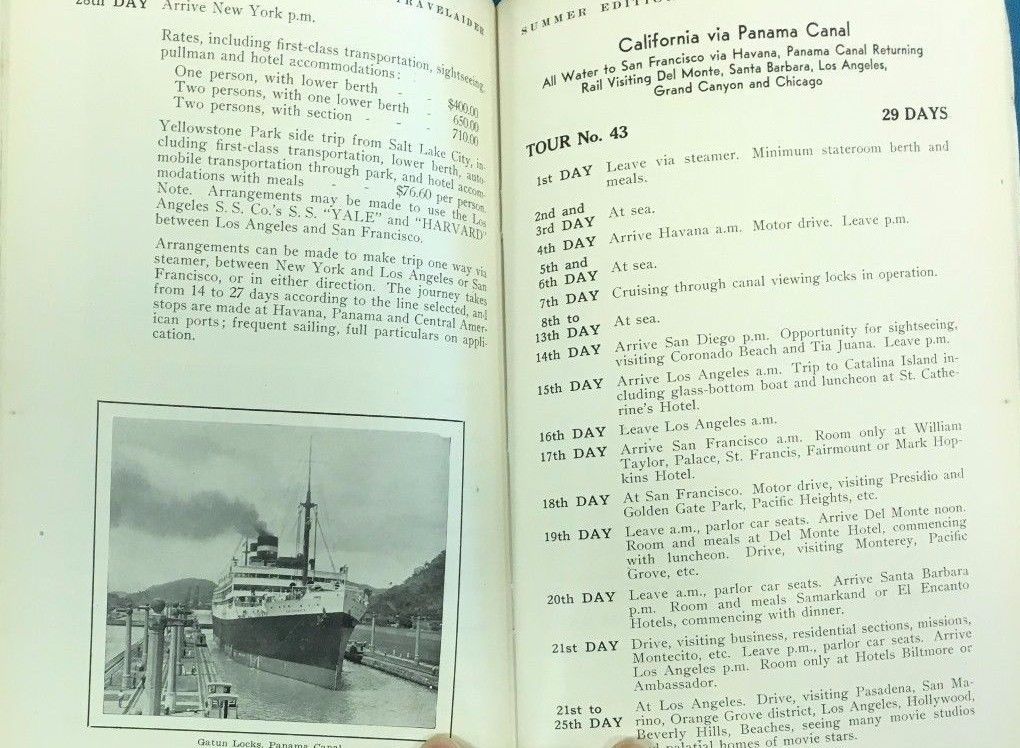 TRAVELAIDER
28th DAY Arrive New York p.m.
Rates, including first-class transportation, sightseeing,
pullman and hotel accommodations:
One person, with lower berth - - $400.00
Two persons, with one lower berth - 650.00
Two persons, with section - - - 710.00
Yellowstone Park side trip from Salt Lake City, in-
cluding first-class transportation, lower berth, auto-
mobile transportation through park, and hotel accom-
modations with meals - - $76.60 per person.
Note. Arrangements may be made to use the Los
Angeles S. S. Co.'s S. S. "YALE" and "HARVARD"
between Los Angeles and San Francisco.
Arrangements can be made to make trip one way via
steamer, between New York and Los Angeles or San
Francisco, or in either direction. The journey takes
from 14 to 27 days according to the line selected, and
stops are made at Havana, Panama and Central Amer-
ican ports; frequent sailing, full particulars on appli-
cation.
Gatun Locks, Panama Canal
SUMMER EDITION
California via Panama Canal
All Water to San Francisco via Havana, Panama Canal Returning
Rail Visiting Del Monte, Santa Barbara, Los Angeles,
Grand Canyon and Chicago
TOUR No. 43 29 DAYS
1st DAY Leave via steamer. Minimum stateroom berth and
meals.
2nd and
3rd DAY At sea.
4th DAY Arrive Havana a.m. Motor drive. Leave p.m.
5th and
6th DAY At sea.
7th DAY Cruising through canal viewing locks in operation.
8th to
13th DAY At sea.
14th DAY Arrive San Diego p.m. Opportunity for sightseeing,
visiting Coronado Beach and Tia Juana. Leave p.m.
15th DAY Arrive Los Angeles a.m. Trip to Catalina Island in-
cluding glass-bottom boat and luncheon at St. Cathe-
rine's Hotel.
16th DAY Leave Los Angeles a.m.
17th DAY Arrive San Francisco a.m. Room only at William
Taylor, Palace, St. Francis, Fairmount or Mark Hop-
kins Hotel.
18th DAY At San Francisco. Motor drive, visiting Presidio and
Golden Gate Park, Pacific Heights, etc.
19th DAY Leave a.m., parlor car seats. Arrive Del Monte noon.
Room and meals at Del Monte Hotel, commencing
with luncheon. Drive, visiting Monterey, Pacific
Grove, etc.
20th DAY Leave a.m., parlor car seats. Arrive Santa Barbara
p.m. Room and meals Samarkand or El Encanto
Hotels, commencing with dinner.
21st DAY Drive, visiting business, residential sections, missions,
Montecito, etc. Leave p.m., parlor car seats. Arrive
Los Angeles p.m. Room only at Hotels Biltmore or
Ambassador.
21st to
25th DAY At Los Angeles. Drive, visiting Pasadena, San Ma-
rino, Orange Grove district, Los Angeles, Hollywood,
Beverly Hills, Beaches, seeing many movie studios
and palatial homes of movie stars.